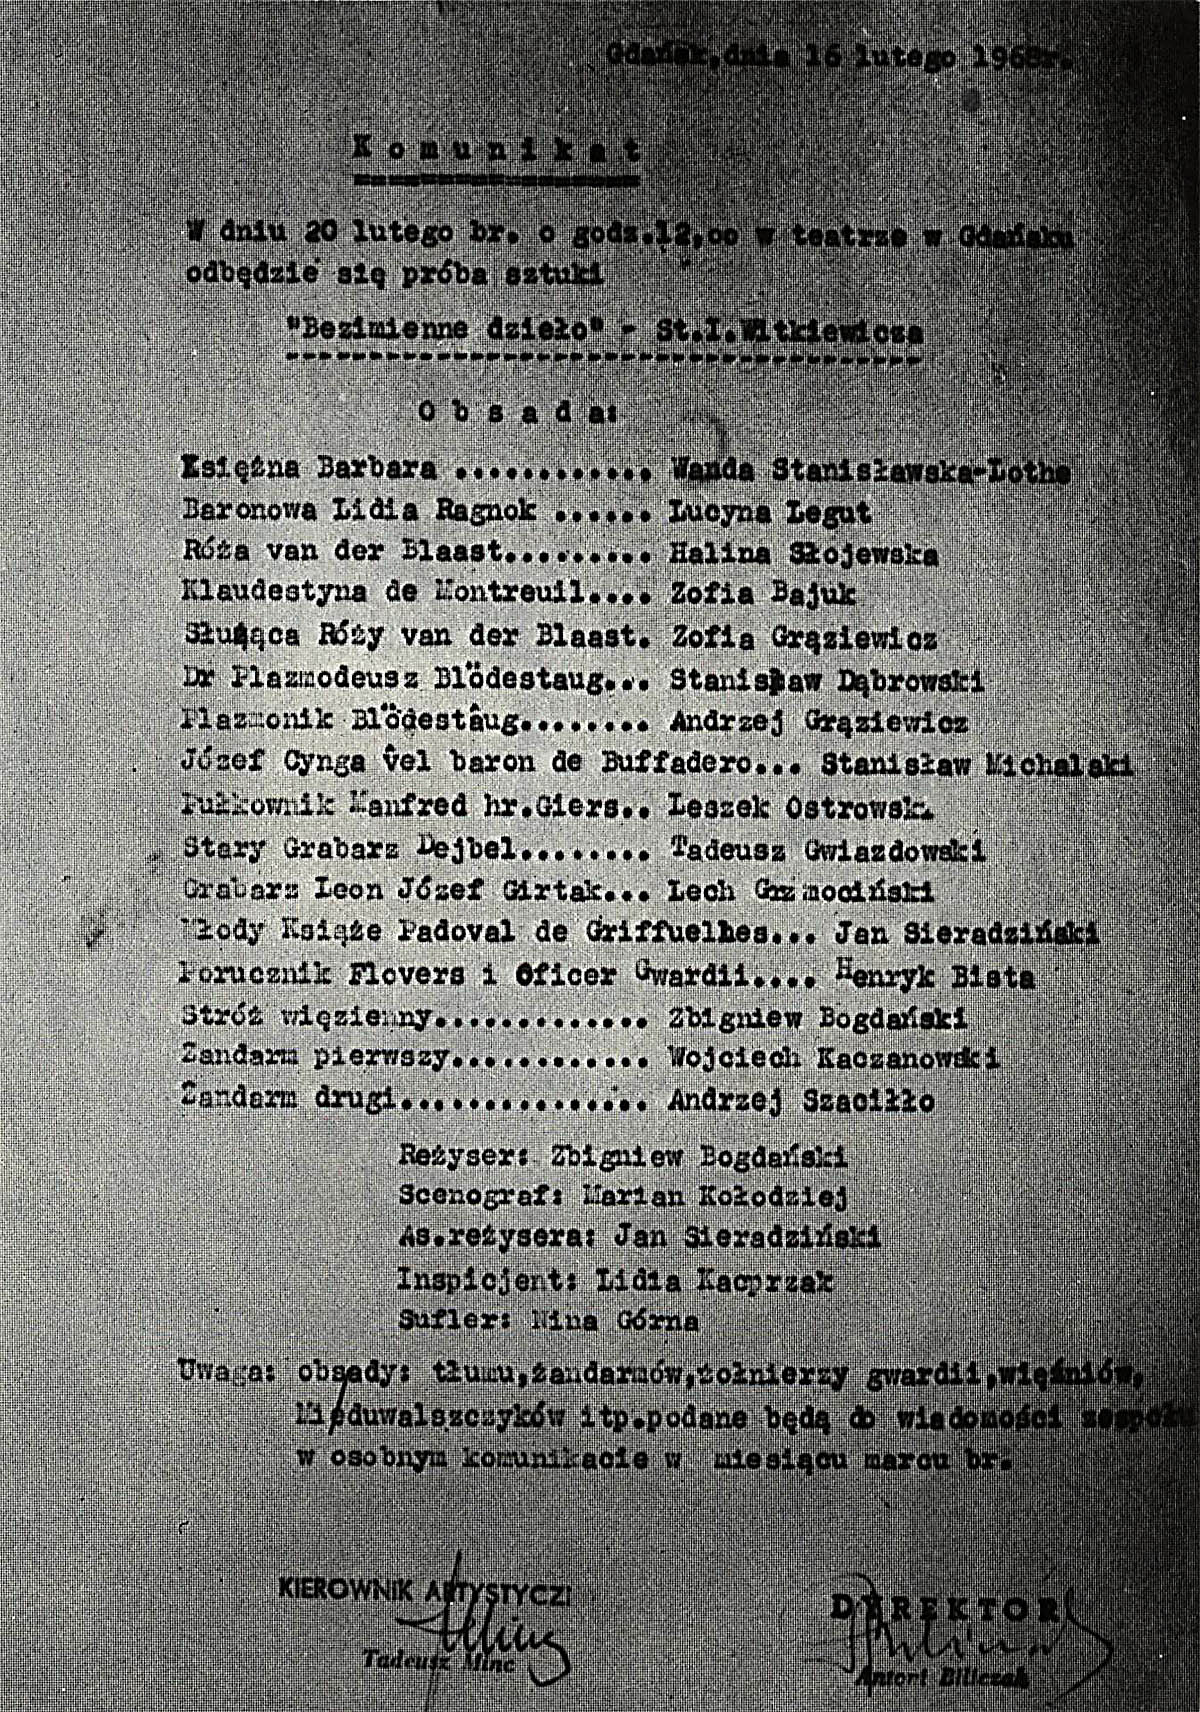 Gdańsk,dnia 16 lutego 1968r.
K o m u n i k a t
W dniu 20 lutego br. o godz.12,oo w teatrze w Gdańsku
odbędzie się próba sztuki
"Bezimienne dzieło" - St.I.Witkiewicza
O b s a d a:
Księżna Barbara ............ Wanda Stanisławska-Lothe
Baronowa Lidia Ragnok ...... Lucyna Legut
Róża van der Blaast......... Halina Słojewska
Klaudestyna de Montreuil.... Zofia Bajuk
Służąca Róży van der Blaast. Zofia Grąziewicz
Dr Plazmodeusz Blödestaug... Stanisław Dąbrowski
Plazmonik Blödestaug........ Andrzej Grąziewicz
Józef Cynga vel baron de Buffadero... Stanisław Michalski
Pułkownik Manfred hr.Giers.. Leszek Ostrowski
Stary Grabarz Dejbel........ Tadeusz Gwiazdowski
Grabarz Leon Józef Girtak... Lech Grzmociński
Młody Książe Padoval de Griffuelhes... Jan Sieradziński
Porucznik Flovers i Oficer Gwardii.... Henryk Bista
Stróż więzienny............. Zbigniew Bogdański
Żandarm pierwszy............ Wojciech Kaczanowski
Żandarm drugi............... Andrzej Szaciłło
Reżyser: Zbigniew Bogdański
Scenograf: Marian Kołodziej
As.reżysera: Jan Sieradziński
Inspicjent: Lidia Kacprzak
Sufler: Nina Górna
Uwaga: obsady: tłumu,żandarmów,żołnierzy gwardii,więźniów,
Międuwalszczyków itp.podane będą do wiadomości zespołu
w osobnym komunikacie w miesiącu marcu br.
KIEROWNIK ARTYSTYCZ
Tadeusz Minc
DYREKTOR
Antoni Biliczak